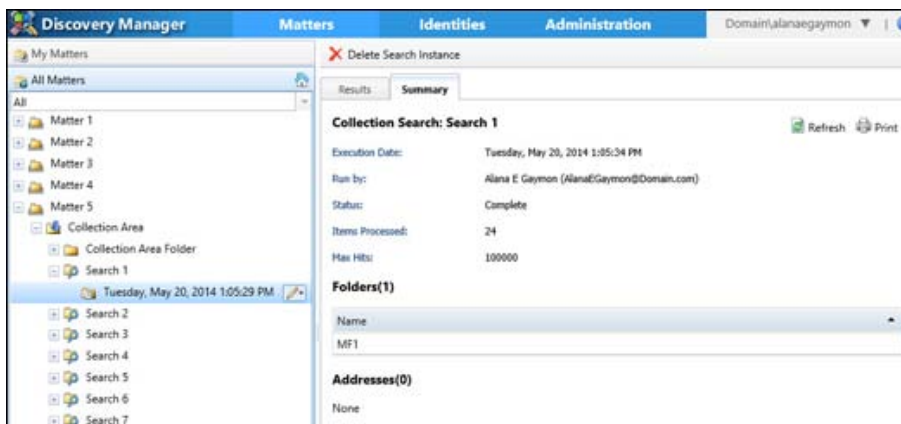 Discovery Manager
Matters
Identities
Administration
Domain\alanaegaymon
My Matters
All Matters
All
Matter 1
Matter 2
Matter 3
Matter 4
Matter 5
Collection Area
Collection Area Folder
Search 1
Tuesday, May 20, 2014 1:05:29 PM
Search 2
Search 3
Search 4
Search 5
Search 6
Search 7
Delete Search Instance
Results
Summary
Collection Search: Search 1
Refresh
Print
Execution Date: Tuesday, May 20, 2014 1:05:34 PM
Run by: Alana E Gaymon (AlanaEGaymon@Domain.com)
Status: Complete
Items Processed: 24
Max Hits: 100000
Folders(1)
Name
MF1
Addresses(0)
None